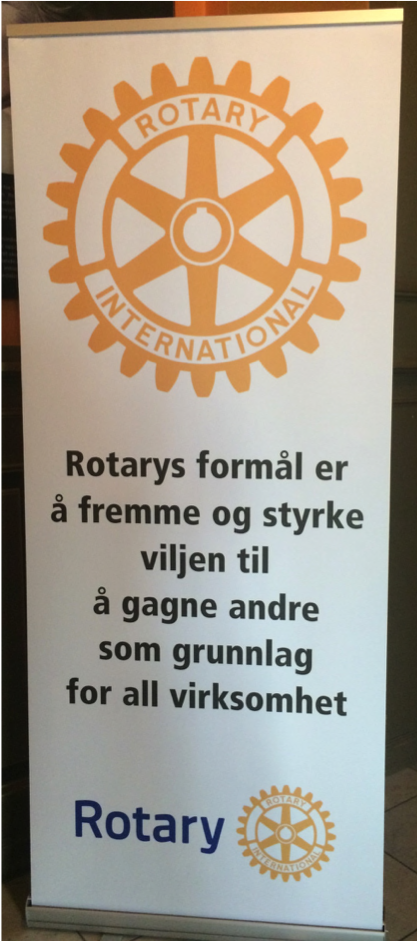 ROTARY
INTERNATIONAL
Rotarys formål er
å fremme og styrke
viljen til
å gagne andre
som grunnlag
for all virksomhet
Rotary
ROTARY
INTERNATIONAL